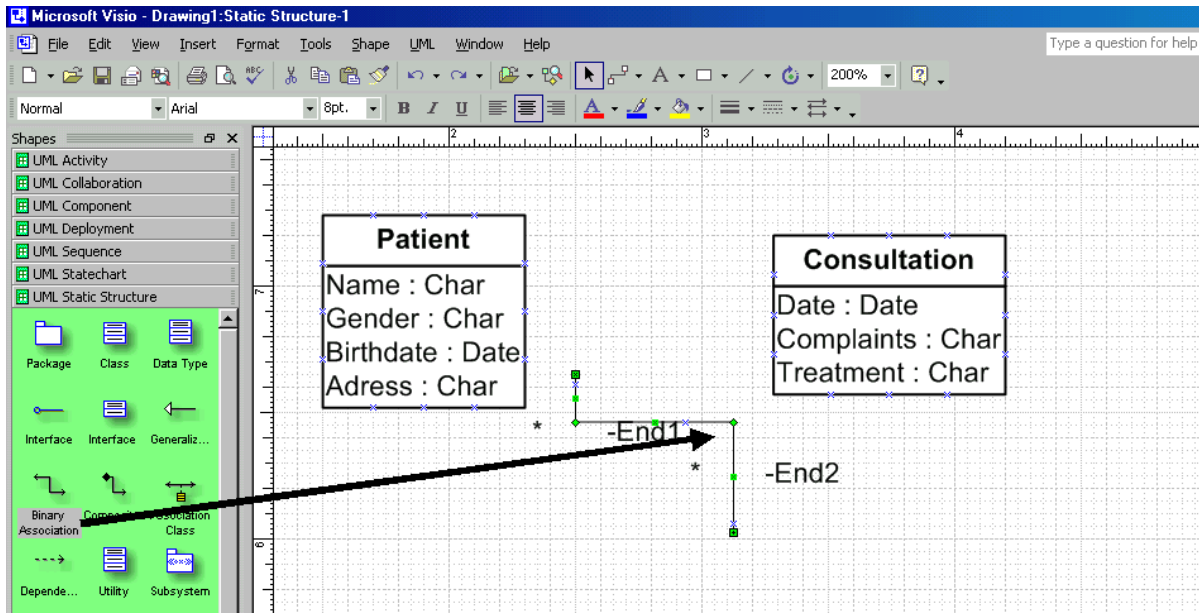 Microsoft Visio - Drawing1:Static Structure-1
File Edit View Insert Format Tools Shape UML Window Help
Type a question for help
ABC
A
200%
?
Normal Arial 8pt. B I U A
Shapes
UML Activity
UML Collaboration
UML Component
UML Deployment
UML Sequence
UML Statechart
UML Static Structure
Package Class Data Type
Interface Interface Generaliz...
Binary Association
Association Class
Depende... Utility Subsystem
2 3 4
7
6
Patient
Name : Char
Gender : Char
Birthdate : Date
Adress : Char
Consultation
Date : Date
Complaints : Char
Treatment : Char
* -End1
* -End2